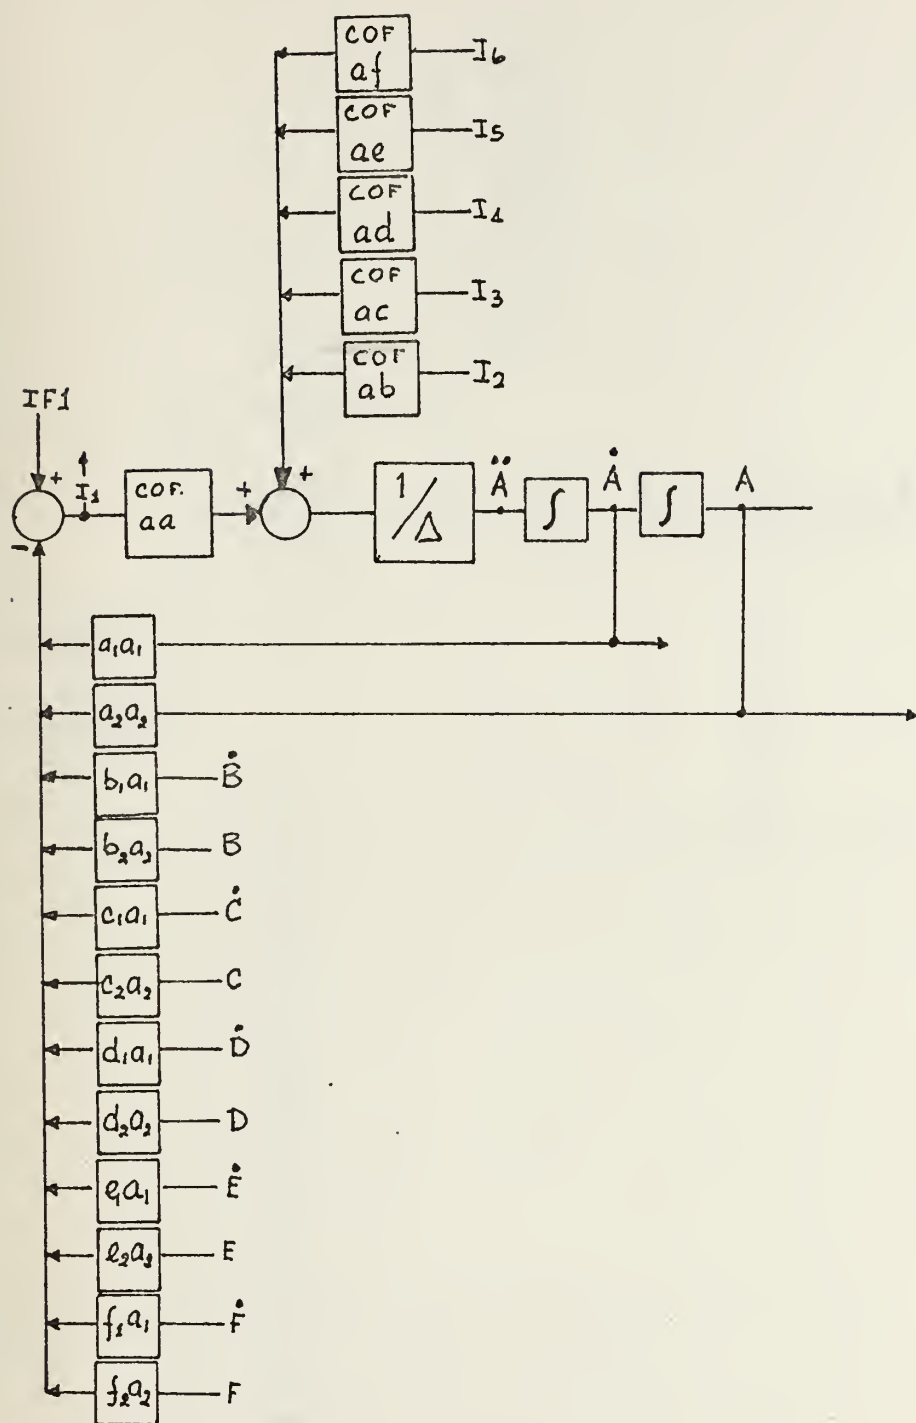 COF
af
I6
COF
ae
I5
COF
ad
I4
COF
ac
I3
COF
ab
I2
IF1
+
I1
COF.
aa
+
+
1/Δ
Ä
∫
Ȧ
∫
A
-
a₁a₁
a₂a₂
b₁a₁
Ḃ
b₂a₂
B
c₁a₁
Ċ
c₂a₂
C
d₁a₁
Ḋ
d₂a₂
D
e₁a₁
Ė
e₂a₂
E
f₁a₁
Ḟ
f₂a₂
F